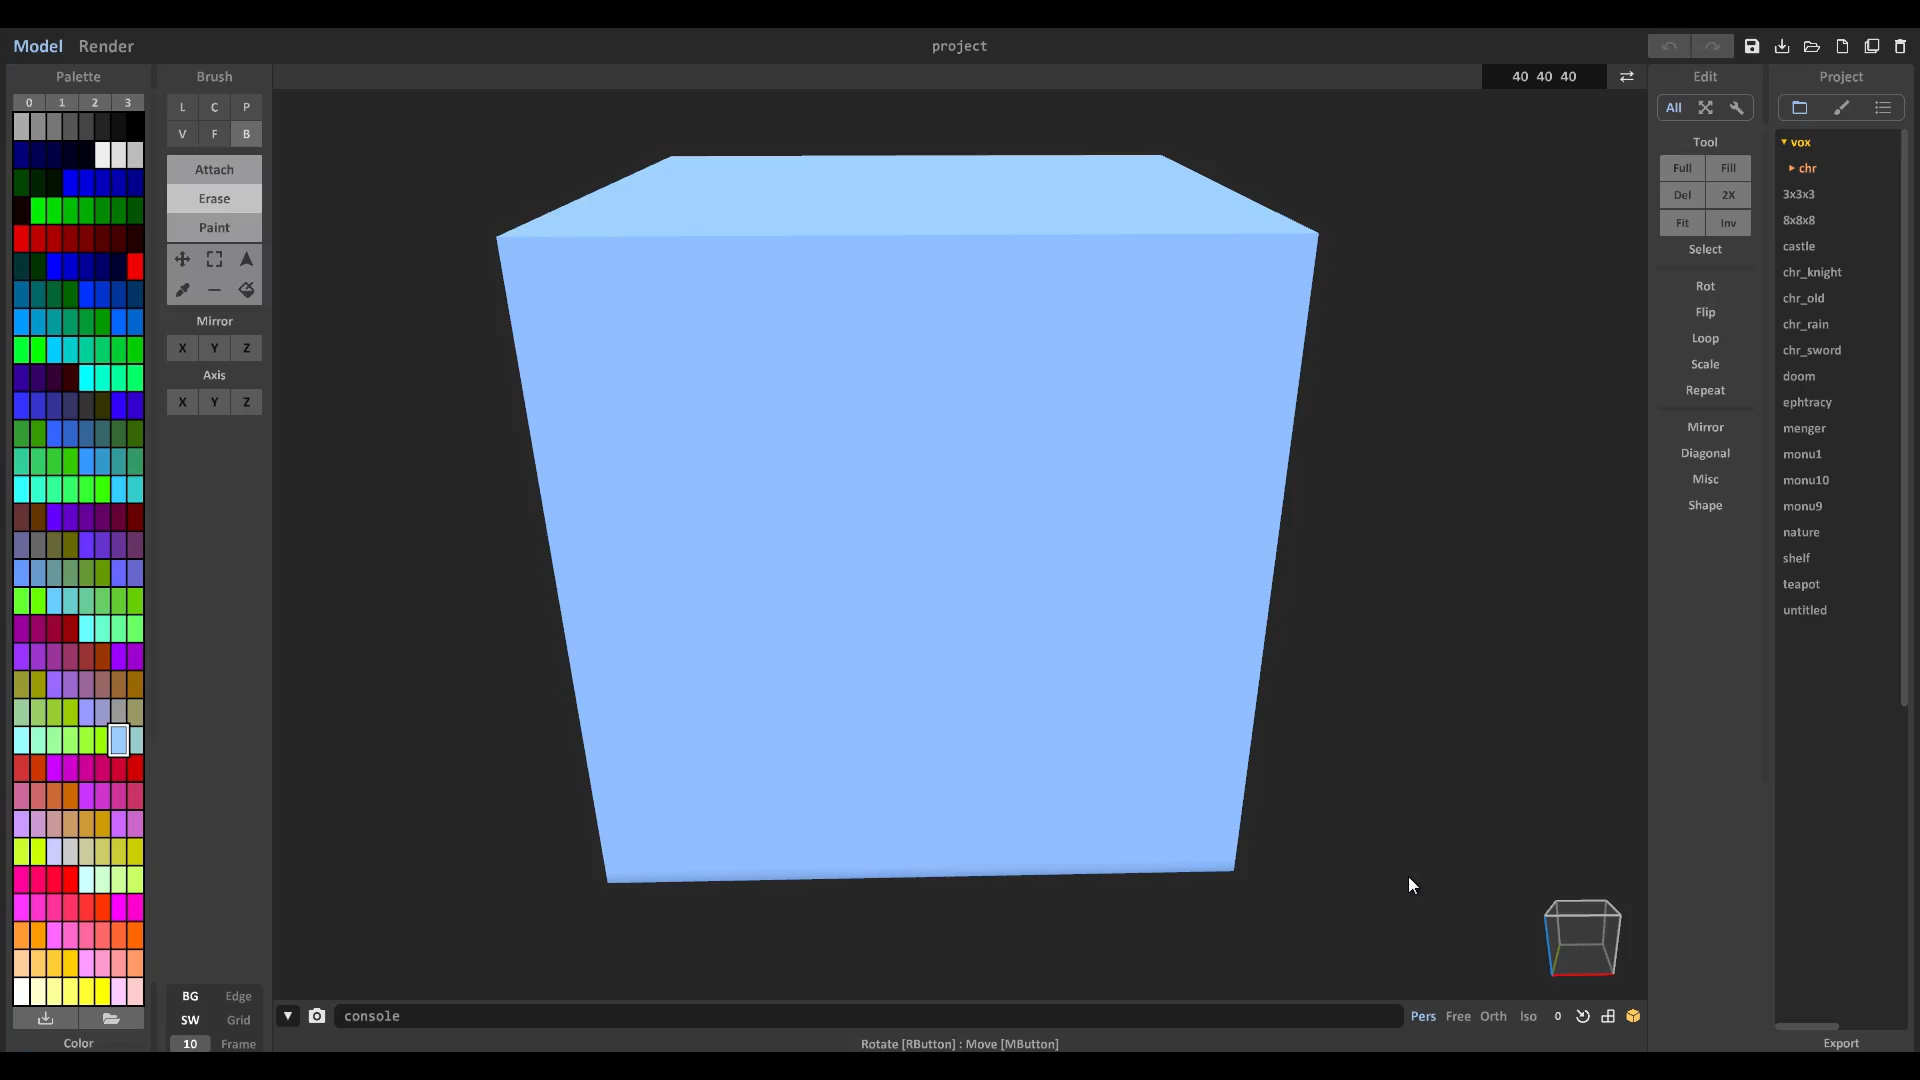 Model Render
project
Palette
0 1 2 3
Color
Brush
L C P
V F B
Attach
Erase
Paint
Mirror
X Y Z
Axis
X Y Z
BG Edge
SW Grid
10 Frame
40 40 40
console
Pers Free Orth Iso 0
Rotate [RButton] : Move [MButton]
Edit
All
Tool
Full Fill
Del 2X
Fit Inv
Select
Rot
Flip
Loop
Scale
Repeat
Mirror
Diagonal
Misc
Shape
Project
vox
chr
3x3x3
8x8x8
castle
chr_knight
chr_old
chr_rain
chr_sword
doom
ephtracy
menger
monu1
monu10
monu9
nature
shelf
teapot
untitled
Export